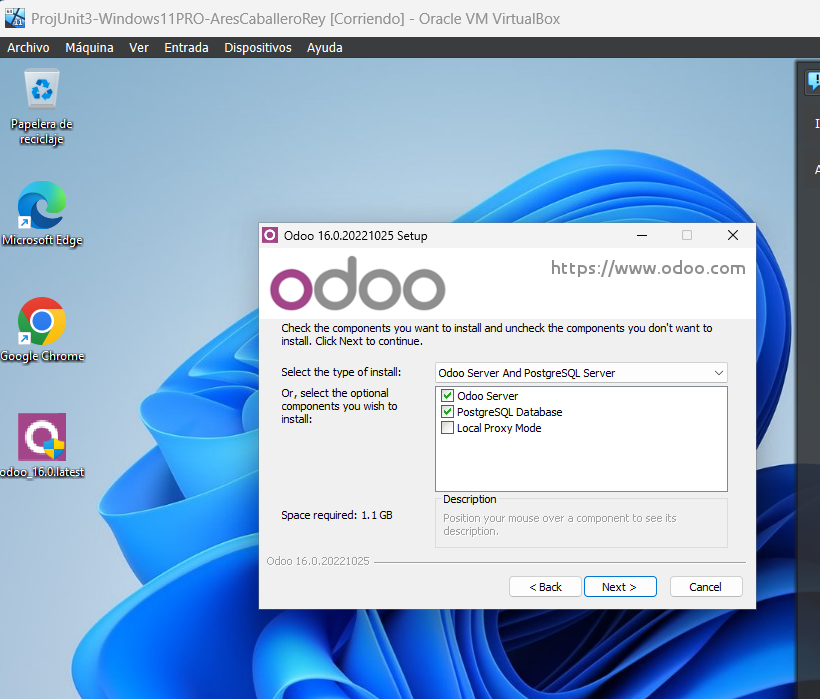 ProjUnit3-Windows11PRO-AresCaballeroRey [Corriendo] - Oracle VM VirtualBox
Archivo Máquina Ver Entrada Dispositivos Ayuda
Papelera de
reciclaje
Microsoft Edge
Google Chrome
odoo_16.0.latest
Odoo 16.0.20221025 Setup
odoo
https://www.odoo.com
Check the components you want to install and uncheck the components you don't want to
install. Click Next to continue.
Select the type of install:
Odoo Server And PostgreSQL Server
Or, select the optional
components you wish to
install:
Odoo Server
PostgreSQL Database
Local Proxy Mode
Space required: 1.1 GB
Description
Position your mouse over a component to see its
description.
Odoo 16.0.20221025
< Back Next > Cancel